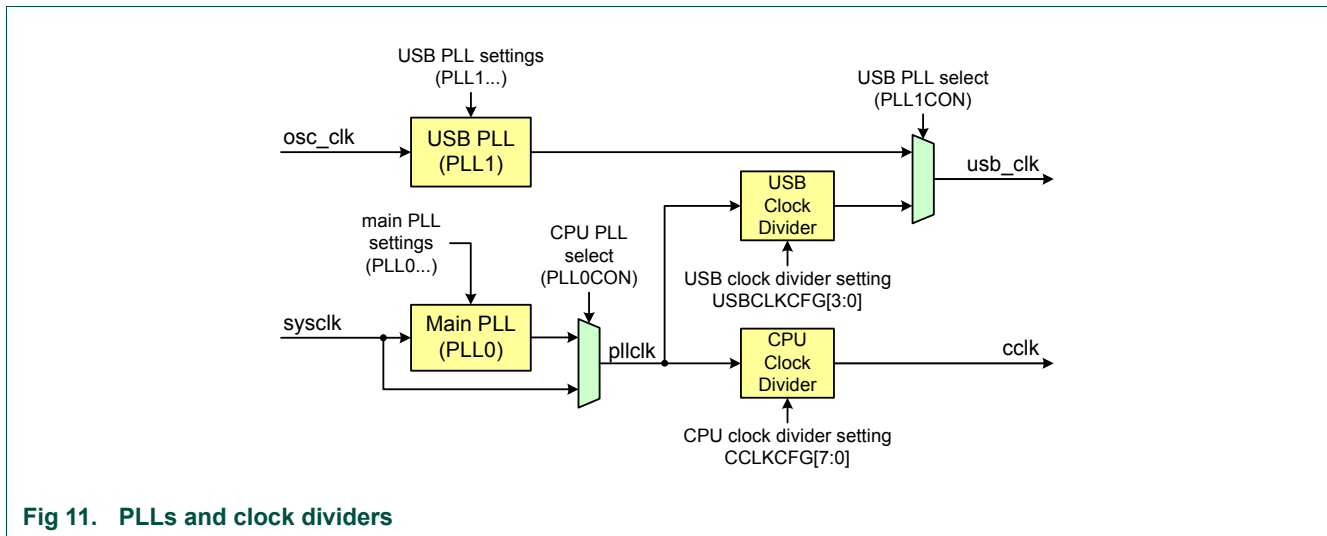 USB PLL settings
(PLL1...)
USB PLL select
(PLL1CON)
osc_clk
USB PLL
(PLL1)
usb_clk
USB
Clock
Divider
main PLL
settings
(PLL0...)
CPU PLL
select
(PLL0CON)
USB clock divider setting
USBCLKCFG[3:0]
sysclk
Main PLL
(PLL0)
pllclk
CPU
Clock
Divider
cclk
CPU clock divider setting
CCLKCFG[7:0]
Fig 11. PLLs and clock dividers